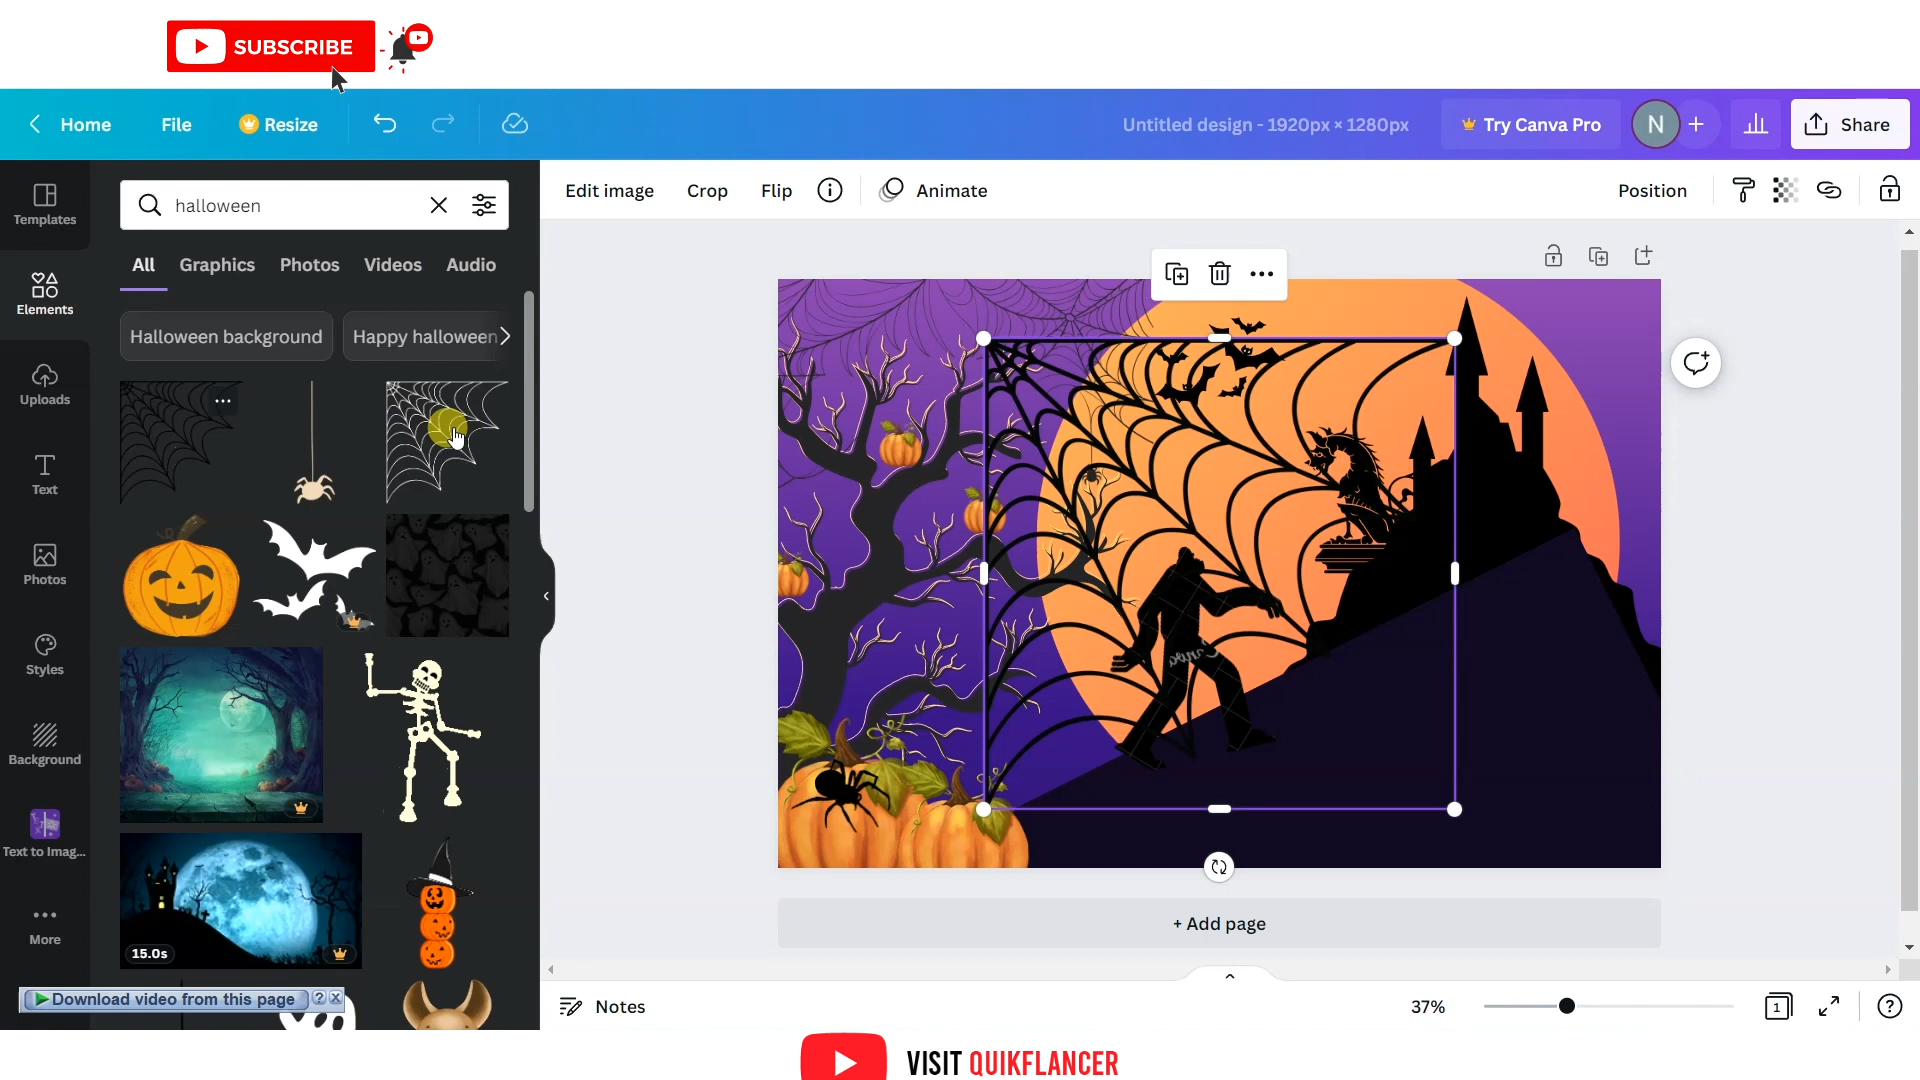 SUBSCRIBE
Home File Resize Untitled design - 1920px × 1280px Try Canva Pro N + Share
Templates
Elements
Uploads
Text
Photos
Styles
Background
Text to Imag...
More
halloween
All Graphics Photos Videos Audio
Halloween background Happy halloween
15.0s
Download video from this page ? X
Edit image Crop Flip Animate Position
Canva
+ Add page
Notes 37% 1 ?
VISIT QUIKFLANCER